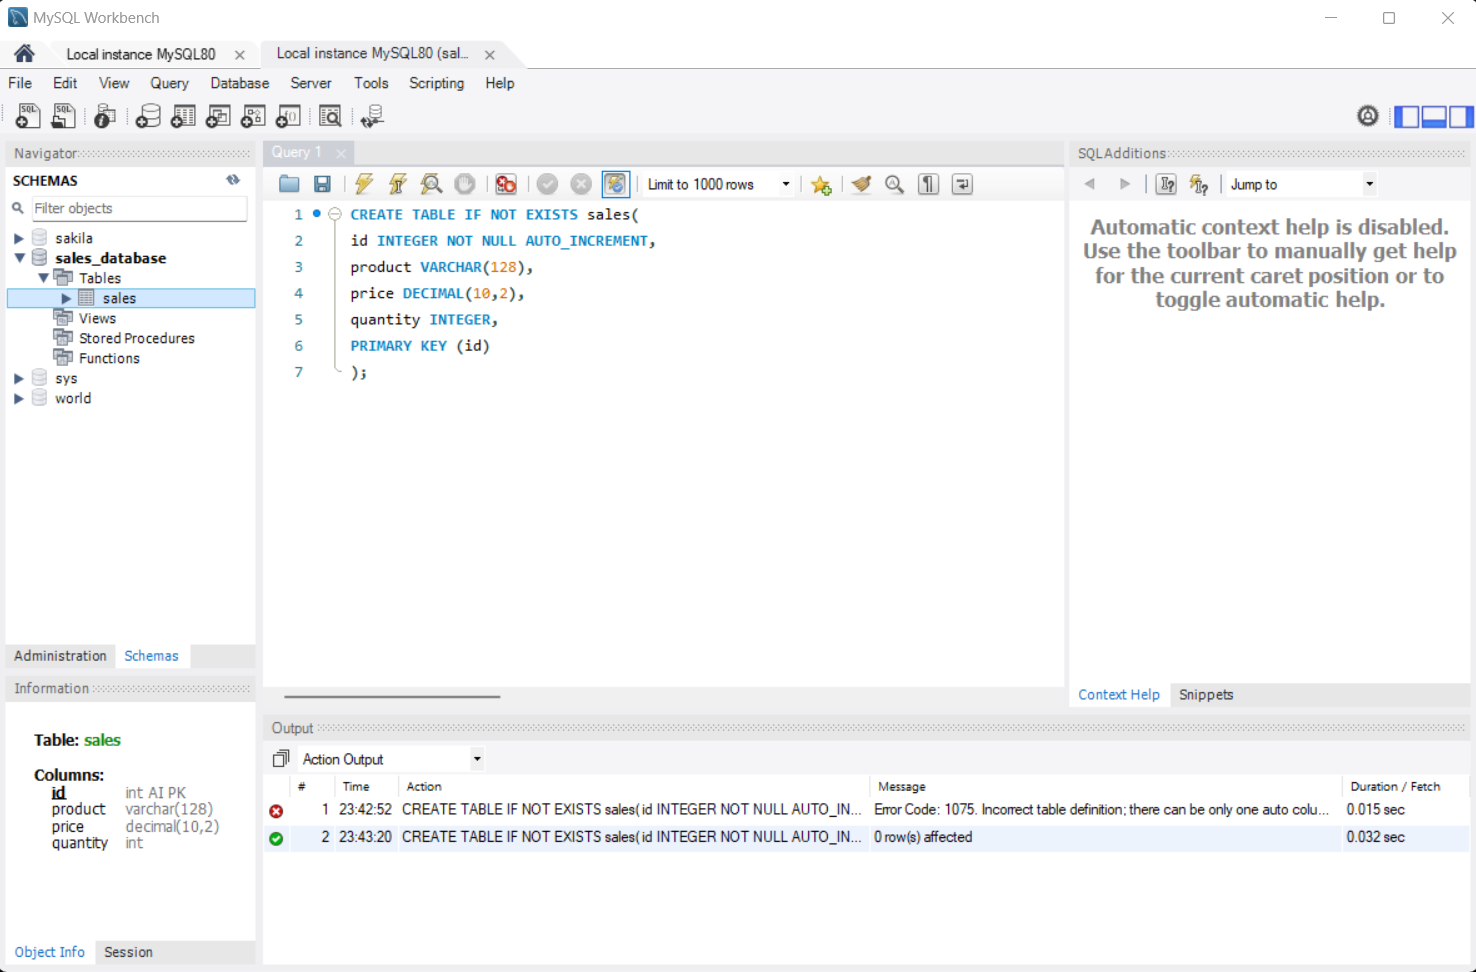 MySQL Workbench
Local instance MySQL80
Local instance MySQL80 (sal...
File Edit View Query Database Server Tools Scripting Help
Navigator
SCHEMAS
Filter objects
sakila
sales_database
Tables
sales
Views
Stored Procedures
Functions
sys
world
Administration Schemas
Information
Table: sales
Columns:
id int AI PK
product varchar(128)
price decimal(10,2)
quantity int
Object Info Session
Query 1
Limit to 1000 rows
1 CREATE TABLE IF NOT EXISTS sales(
2 id INTEGER NOT NULL AUTO_INCREMENT,
3 product VARCHAR(128),
4 price DECIMAL(10,2),
5 quantity INTEGER,
6 PRIMARY KEY (id)
7 );
SQLAdditions
Jump to
Automatic context help is disabled.
Use the toolbar to manually get help
for the current caret position or to
toggle automatic help.
Context Help Snippets
Output
Action Output
# Time Action Message Duration / Fetch
1 23:42:52 CREATE TABLE IF NOT EXISTS sales( id INTEGER NOT NULL AUTO_IN... Error Code: 1075. Incorrect table definition; there can be only one auto colu... 0.015 sec
2 23:43:20 CREATE TABLE IF NOT EXISTS sales( id INTEGER NOT NULL AUTO_IN... 0 row(s) affected 0.032 sec